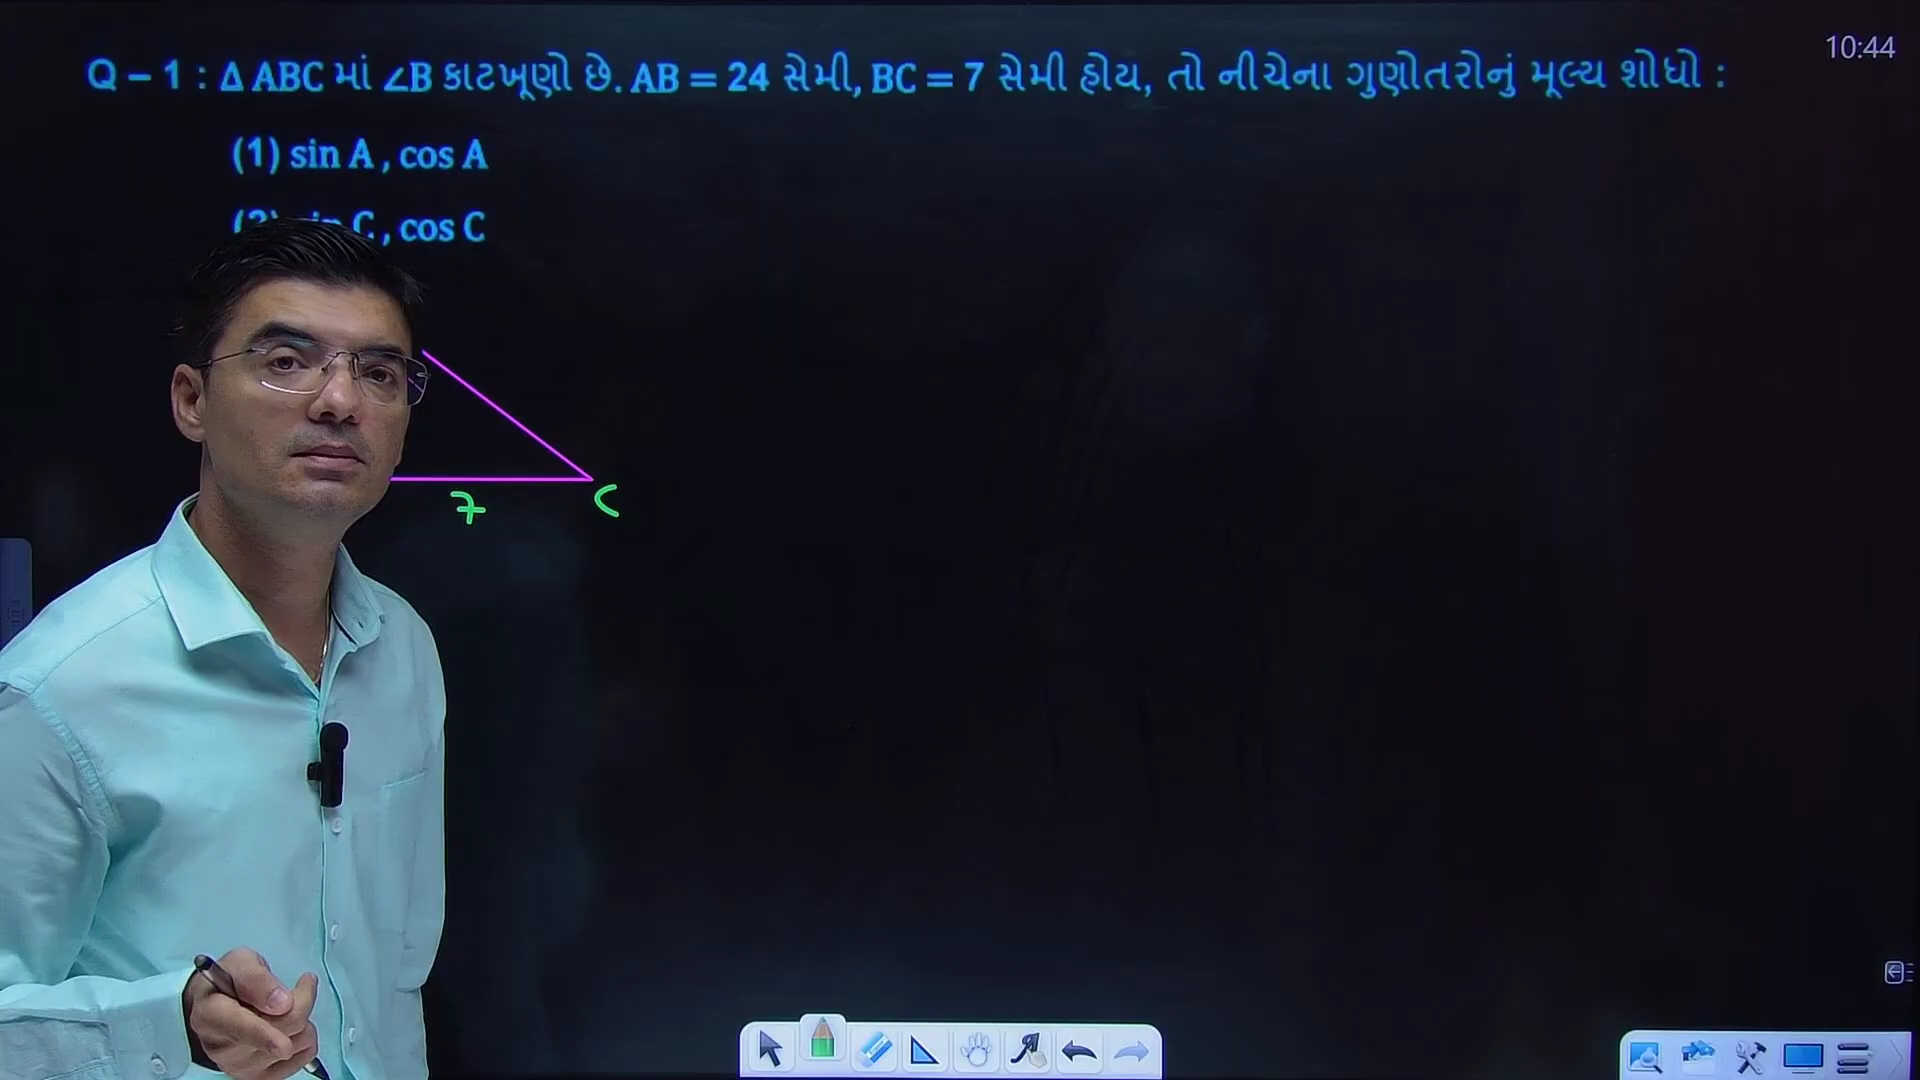 10:44
Q – 1 : Δ ABC માં ∠B કાટખૂણો છે. AB = 24 સેમી, BC = 7 સેમી હોય, તો નીચેના ગુણોતરોનું મૂલ્ય શોધો :
(1) sin A , cos A
C , cos C
7 C